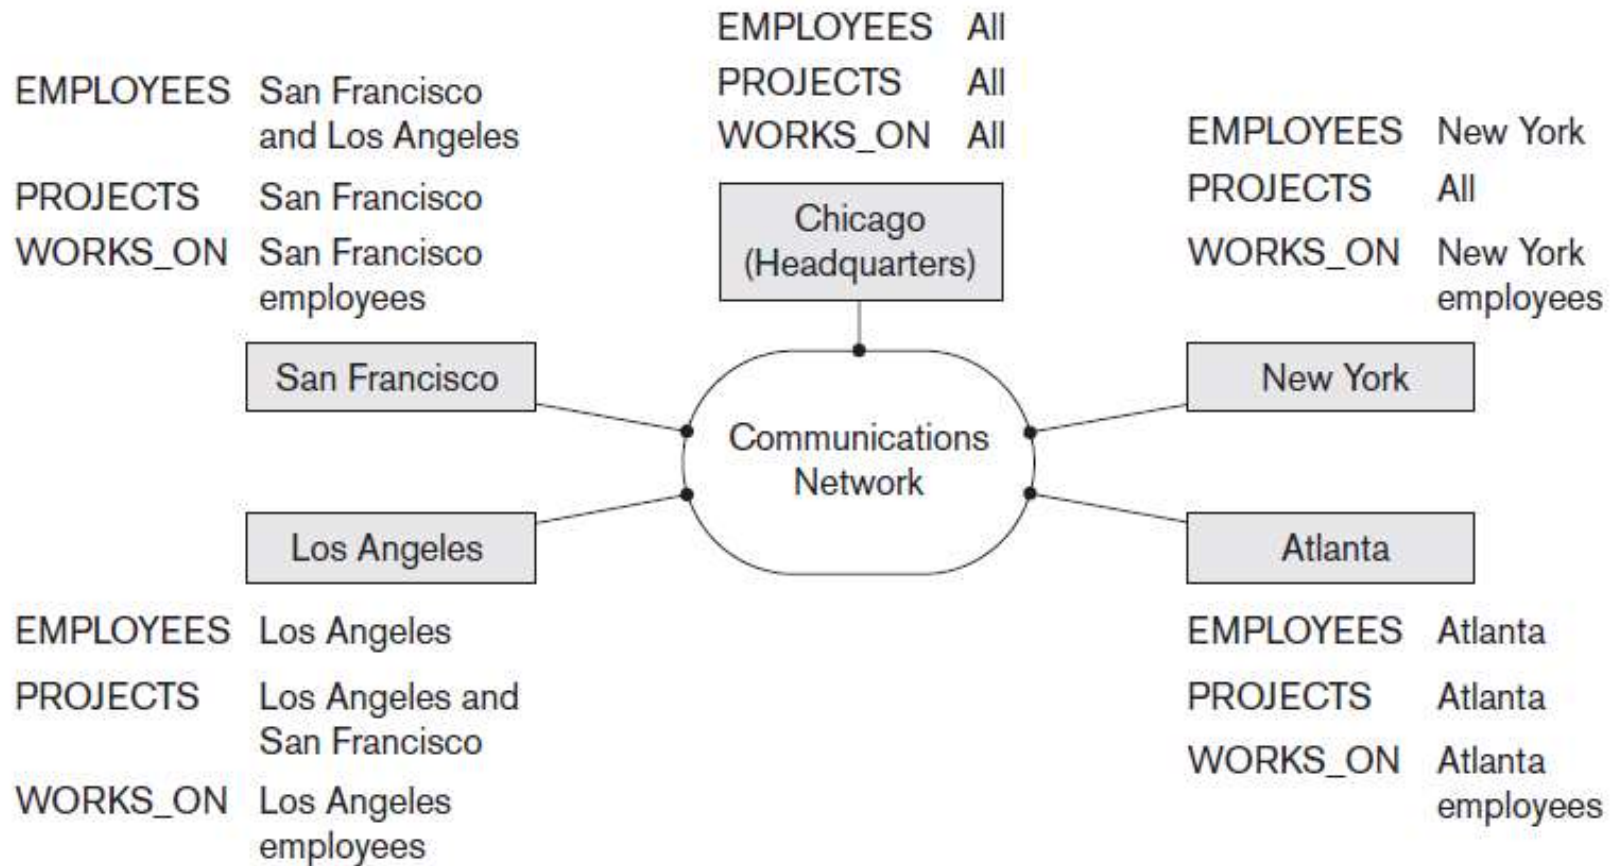 EMPLOYEES All
PROJECTS All
WORKS_ON All
Chicago
(Headquarters)
EMPLOYEES San Francisco
and Los Angeles
PROJECTS San Francisco
WORKS_ON San Francisco
employees
San Francisco
EMPLOYEES New York
PROJECTS All
WORKS_ON New York
employees
New York
Communications
Network
Los Angeles
EMPLOYEES Los Angeles
PROJECTS Los Angeles and
San Francisco
WORKS_ON Los Angeles
employees
Atlanta
EMPLOYEES Atlanta
PROJECTS Atlanta
WORKS_ON Atlanta
employees